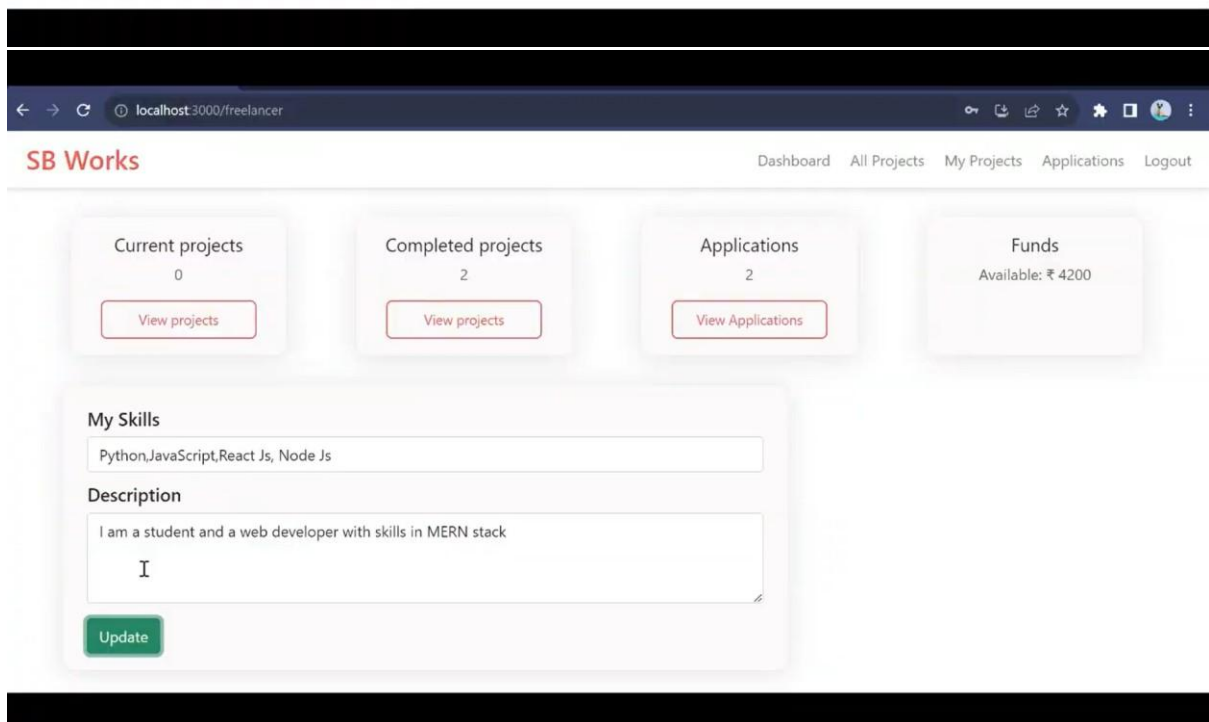 localhost:3000/freelancer
SB Works
Dashboard All Projects My Projects Applications Logout
Current projects
0
View projects
Completed projects
2
View projects
Applications
2
View Applications
Funds
Available: ₹ 4200
My Skills
Python,JavaScript,React Js, Node Js
Description
I am a student and a web developer with skills in MERN stack
Update